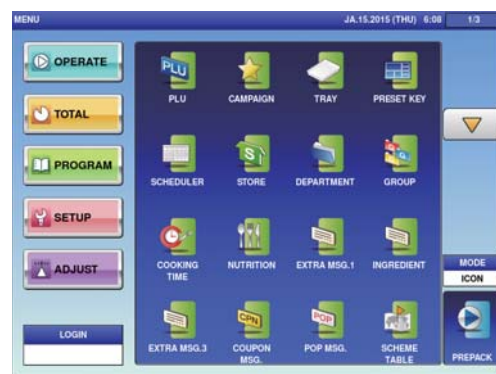 MENU JA.15.2015 (THU) 6:08 1/3
OPERATE
TOTAL
PROGRAM
SETUP
ADJUST
LOGIN
PLU
PLU CAMPAIGN TRAY PRESET KEY
S
SCHEDULER STORE DEPARTMENT GROUP
COOKING TIME NUTRITION EXTRA MSG.1 INGREDIENT
CPN POP
EXTRA MSG.3 COUPON MSG. POP MSG. SCHEME TABLE
MODE
ICON
PREPACK